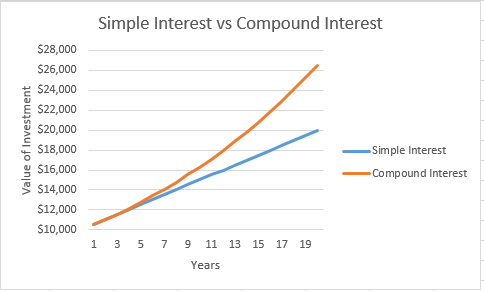 Simple Interest vs Compound Interest
$28,000
$26,000
$24,000
$22,000
$20,000
$18,000
$16,000
$14,000
$12,000
$10,000
Value of Investment
1 3 5 7 9 11 13 15 17 19
Years
Simple Interest
Compound Interest